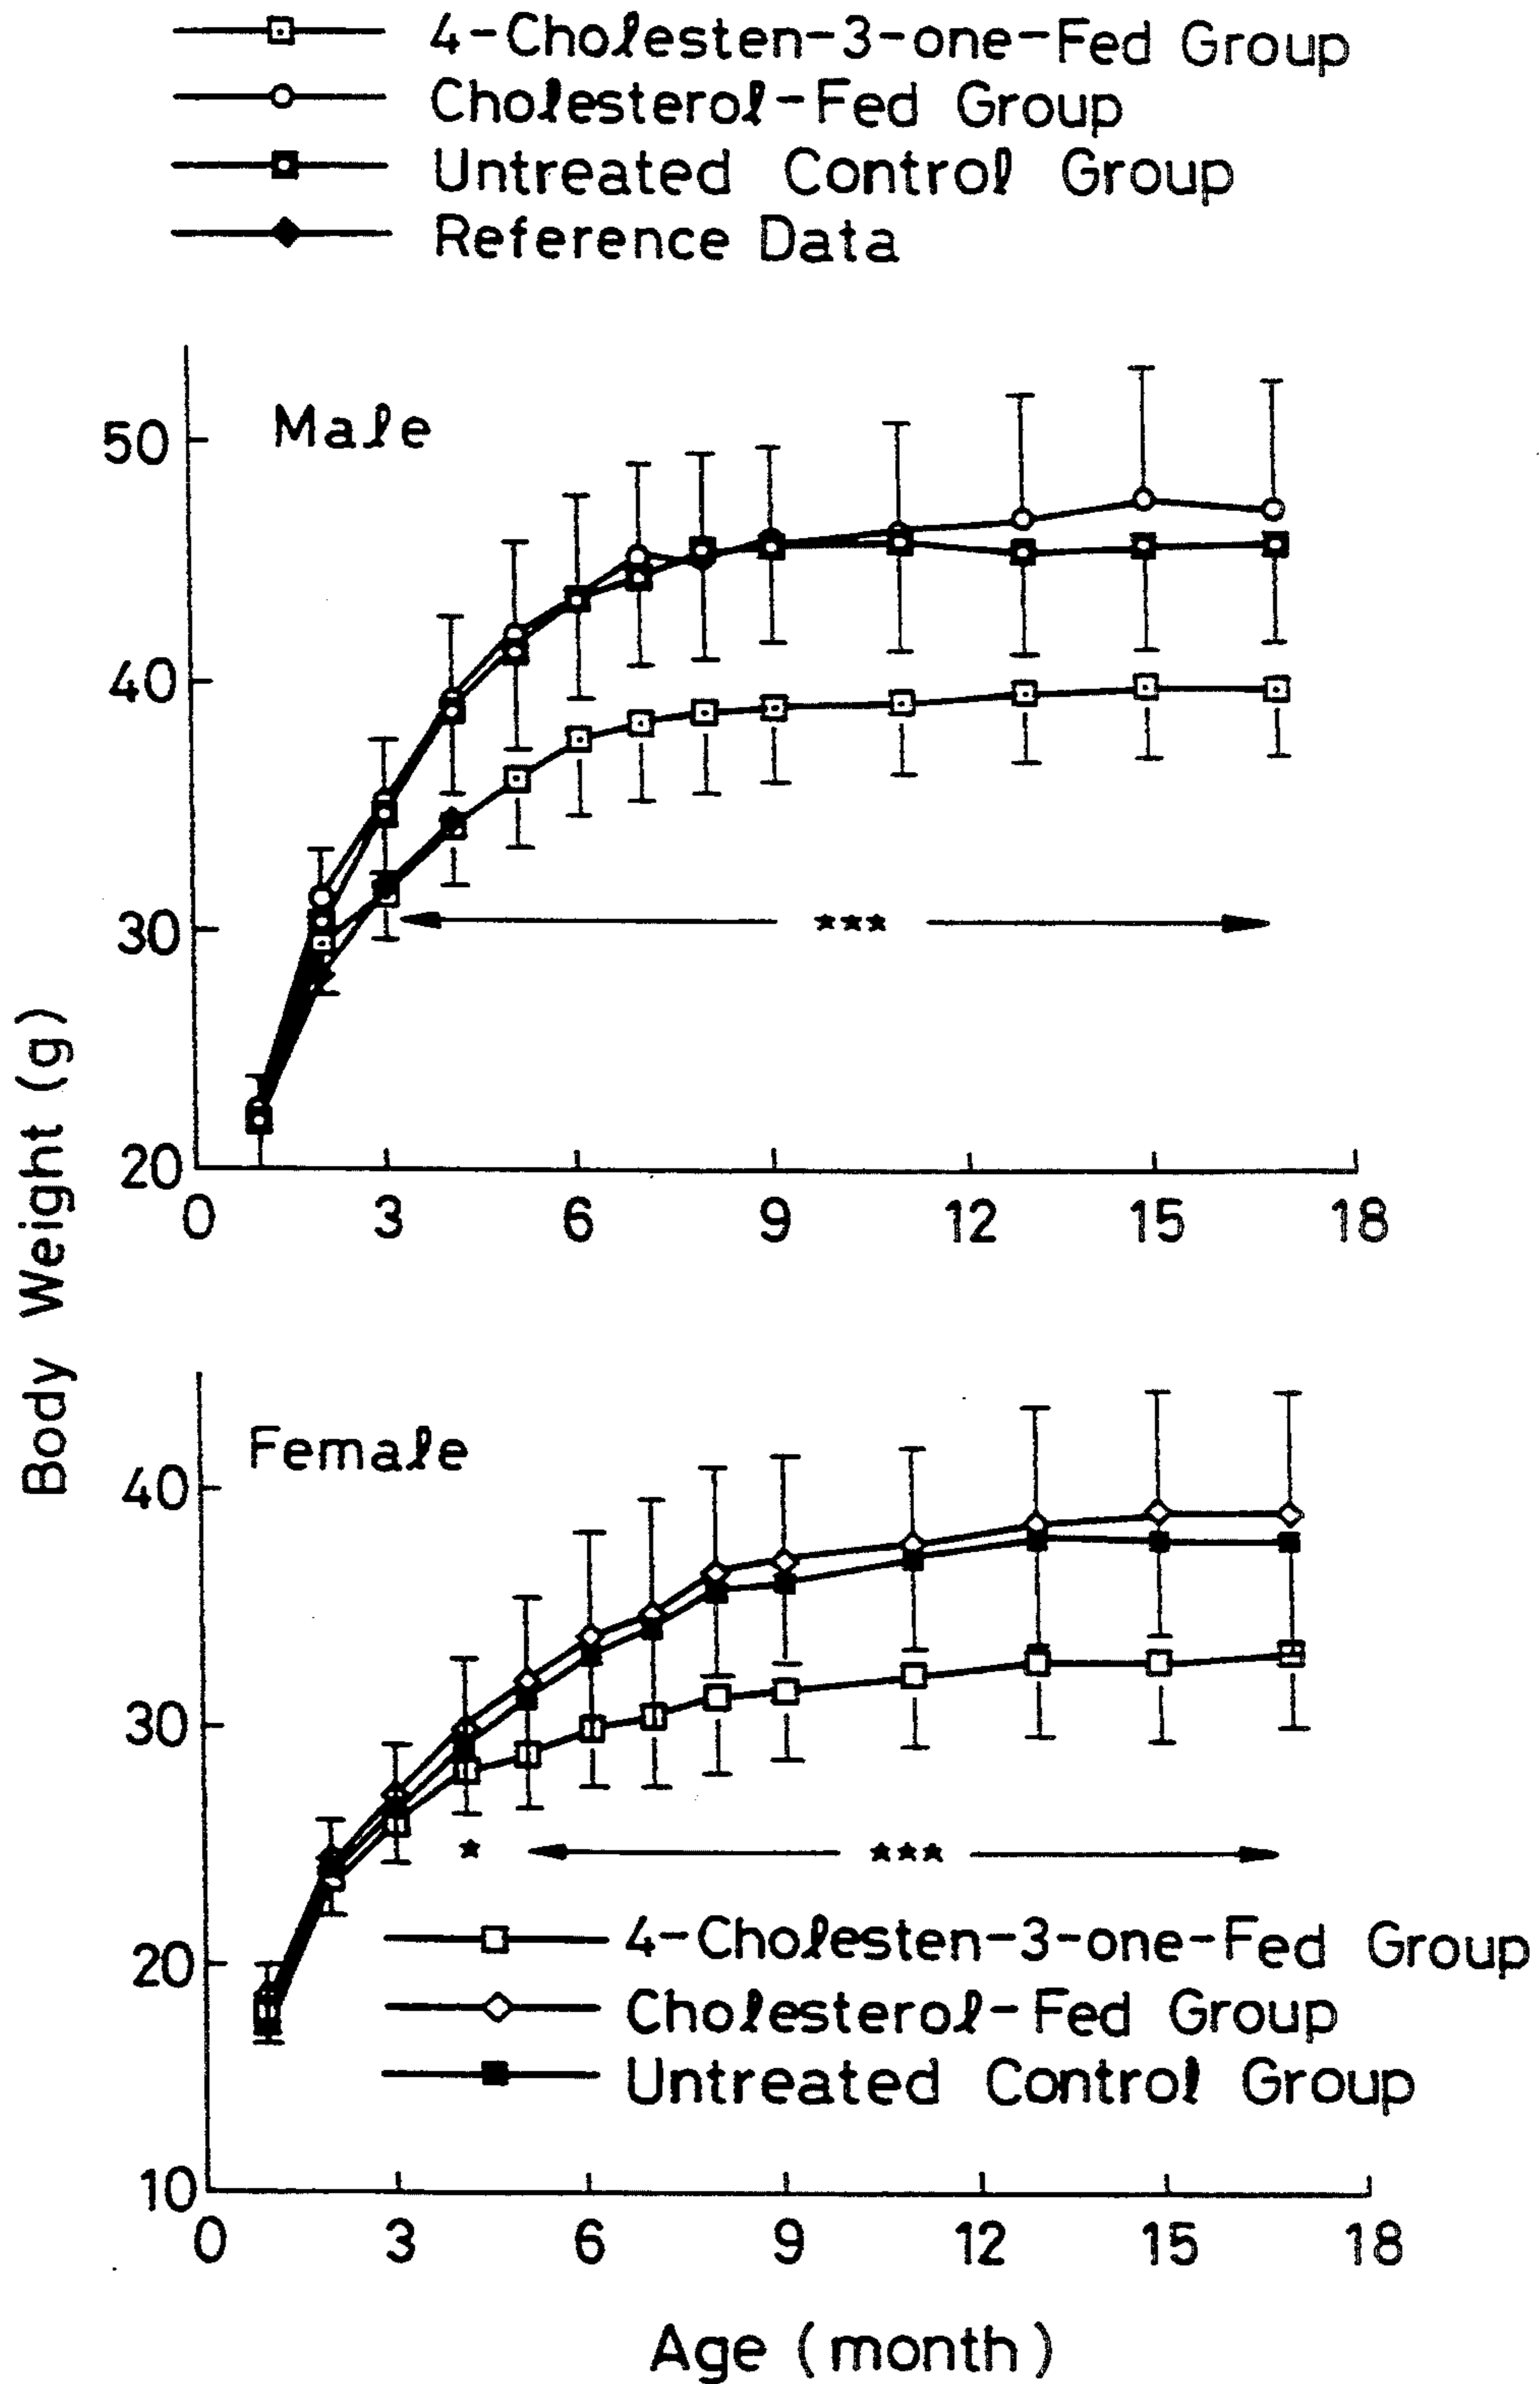 4-Cholesten-3-one-Fed Group
Cholesterol-Fed Group
Untreated Control Group
Reference Data
Male
50
40
30
20
***
0 3 6 9 12 15 18
Body Weight (g)
Female
40
30
20
10
* ***
4-Cholesten-3-one-Fed Group
Cholesterol-Fed Group
Untreated Control Group
0 3 6 9 12 15 18
Age (month)